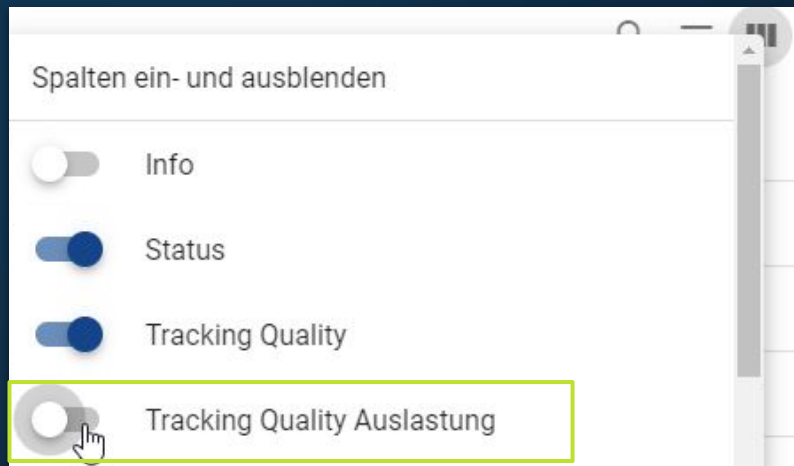 Spalten ein- und ausblenden
Info
Status
Tracking Quality
Tracking Quality Auslastung